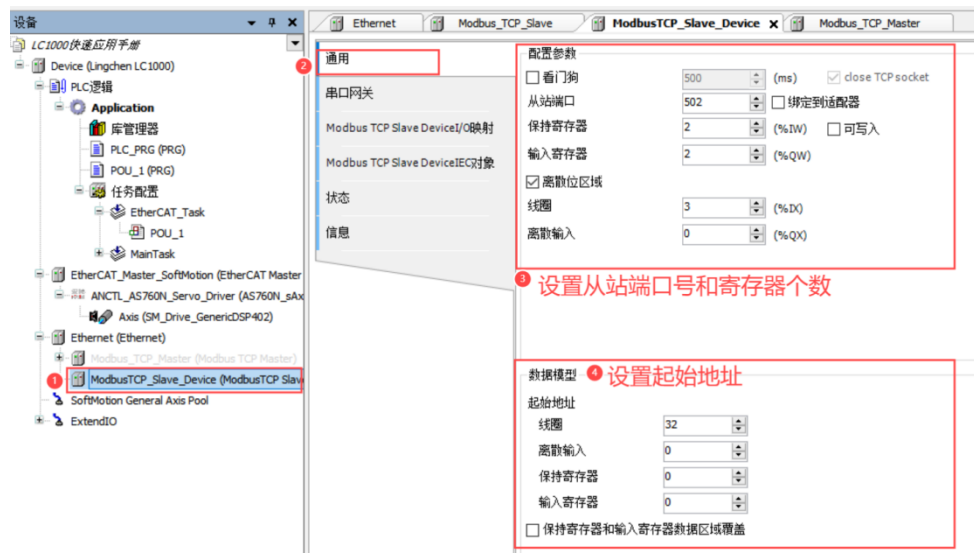 设备
LC1000快速应用手册
Device (Lingchen LC1000)
PLC逻辑
Application
库管理器
PLC_PRG (PRG)
POU_1 (PRG)
任务配置
EtherCAT_Task
POU_1
MainTask
EtherCAT_Master_SoftMotion (EtherCAT Master
ANCTL_AS760N_Servo_Driver (AS760N_sAx
Axis (SM_Drive_GenericDSP402)
Ethernet (Ethernet)
Modbus_TCP_Master (Modbus TCP Master)
1 ModbusTCP_Slave_Device (ModbusTCP Slav
SoftMotion General Axis Pool
ExtendIO
Ethernet
Modbus_TCP_Slave
ModbusTCP_Slave_Device
Modbus_TCP_Master
2 通用
串口网关
Modbus TCP Slave DeviceI/O映射
Modbus TCP Slave DeviceIEC对象
状态
信息
配置参数
看门狗 500 (ms) close TCP socket
从站端口 502 绑定到适配器
保持寄存器 2 (%IW) 可写入
输入寄存器 2 (%QW)
离散位区域
线圈 3 (%IX)
离散输入 0 (%QX)
3 设置从站端口号和寄存器个数
数据模型 4 设置起始地址
起始地址
线圈 32
离散输入 0
保持寄存器 0
输入寄存器 0
保持寄存器和输入寄存器数据区域覆盖